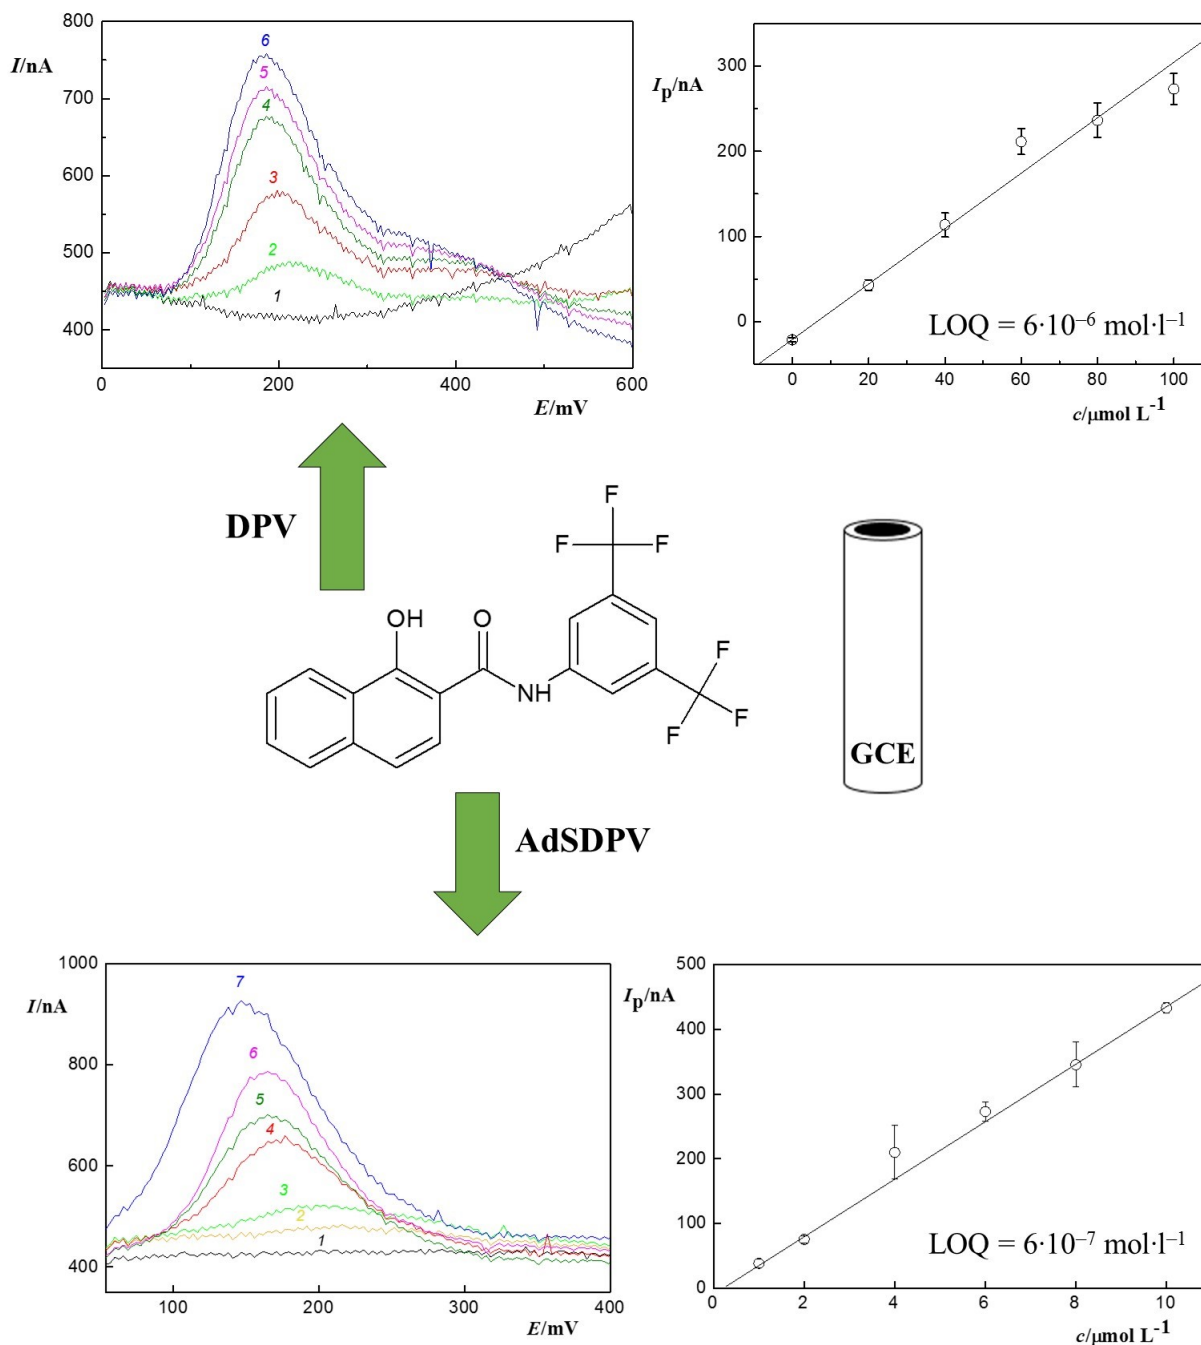 800
700
600
500
400
I/nA
0
200
400
600
E/mV
1
2
3
4
5
6
Ip/nA
300
200
100
0
0
20
40
60
80
100
c/μmol L-1
LOQ = 6·10–6 mol·l–1
DPV
OH
O
NH
F
F
F
F
F
F
GCE
AdSDPV
1000
800
600
400
I/nA
100
200
300
400
E/mV
7
6
5
4
3
2
1
Ip/nA
500
400
300
200
100
0
0
2
4
6
8
10
c/μmol L-1
LOQ = 6·10–7 mol·l–1